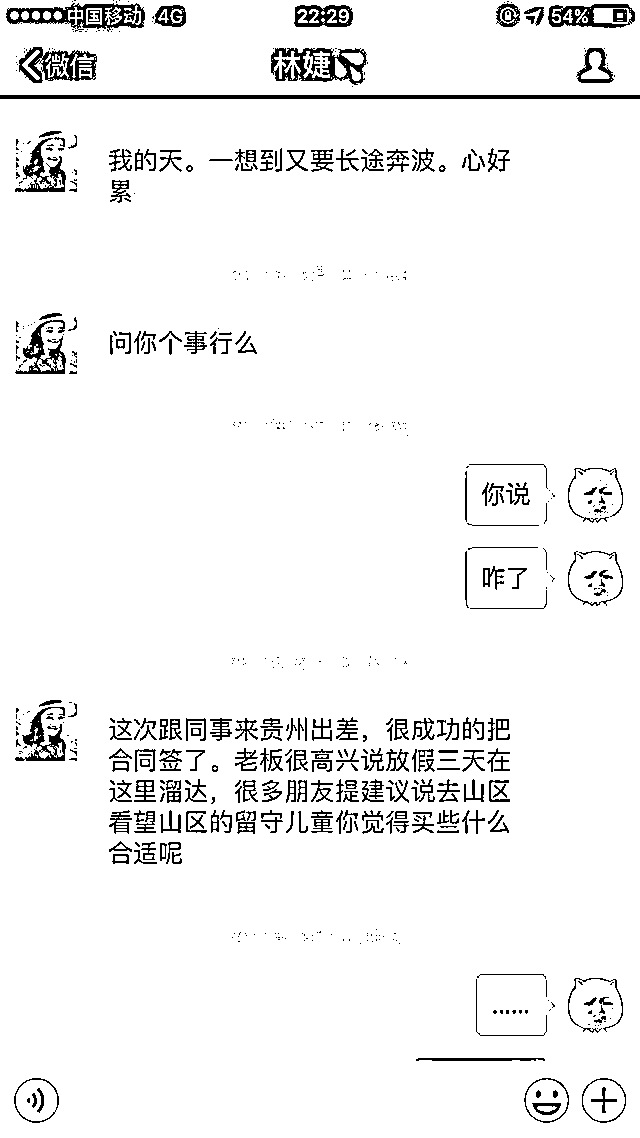 中国移动 4G 22:29 54%
微信 林婕
我的天。一想到又要长途奔波。心好
累
问你个事行么
你说
咋了
这次跟同事来贵州出差，很成功的把
合同签了。老板很高兴说放假三天在
这里溜达，很多朋友提建议说去山区
看望山区的留守儿童你觉得买些什么
合适呢
......